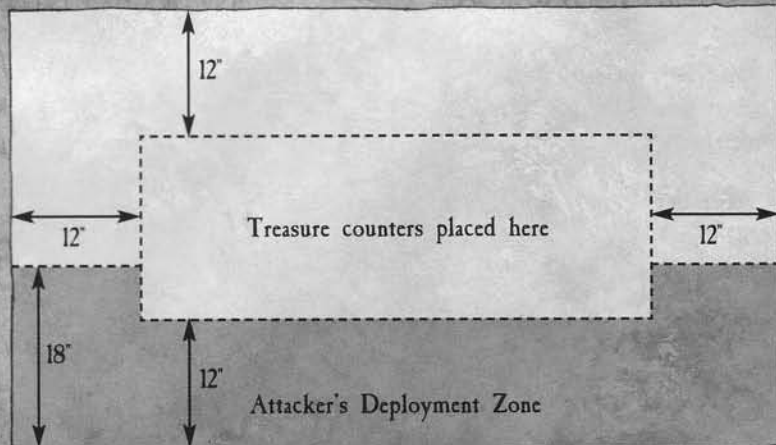 12"
Treasure counters placed here
12"
12"
18"
12"
Attacker's Deployment Zone